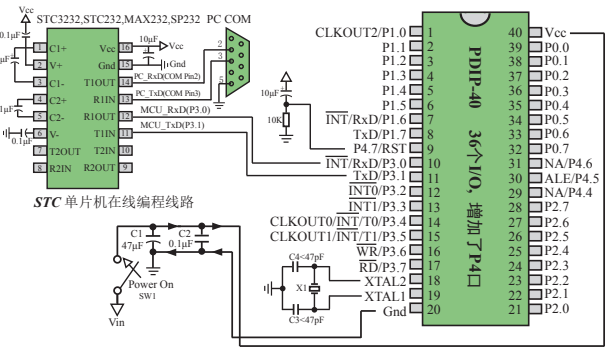 STC3232,STC232,MAX232,SP232 PC COM
Vcc
0.1μF
1 C1+ Vcc 16
2 V+ Gnd 15
3 C1- T1OUT 14
4 C2+ R1IN 13
5 C2- R1OUT 12
6 V- T1IN 11
7 T2OUT T2IN 10
8 R2IN R2OUT 9
10μF
Vcc
Gnd
PC_RxD(COM Pin2)
PC_TxD(COM Pin3)
MCU_RxD(P3.0)
MCU_TxD(P3.1)
0.1μF
2
3
5
STC 单片机在线编程线路
10μF
10K
C1
47μF
C2
0.1μF
Power On
SW1
Vin
C4<47pF
X1
C3<47pF
PDIP-40 36个I/O, 增加了P4口
CLKOUT2/P1.0 1
P1.1 2
P1.2 3
P1.3 4
P1.4 5
P1.5 6
INT/RxD/P1.6 7
TxD/P1.7 8
P4.7/RST 9
INT/RxD/P3.0 10
TxD/P3.1 11
INT0/P3.2 12
INT1/P3.3 13
CLKOUT0/INT/T0/P3.4 14
CLKOUT1/INT/T1/P3.5 15
WR/P3.6 16
RD/P3.7 17
XTAL2 18
XTAL1 19
Gnd 20
40 Vcc
39 P0.0
38 P0.1
37 P0.2
36 P0.3
35 P0.4
34 P0.5
33 P0.6
32 P0.7
31 NA/P4.6
30 ALE/P4.5
29 NA/P4.4
28 P2.7
27 P2.6
26 P2.5
25 P2.4
24 P2.3
23 P2.2
22 P2.1
21 P2.0